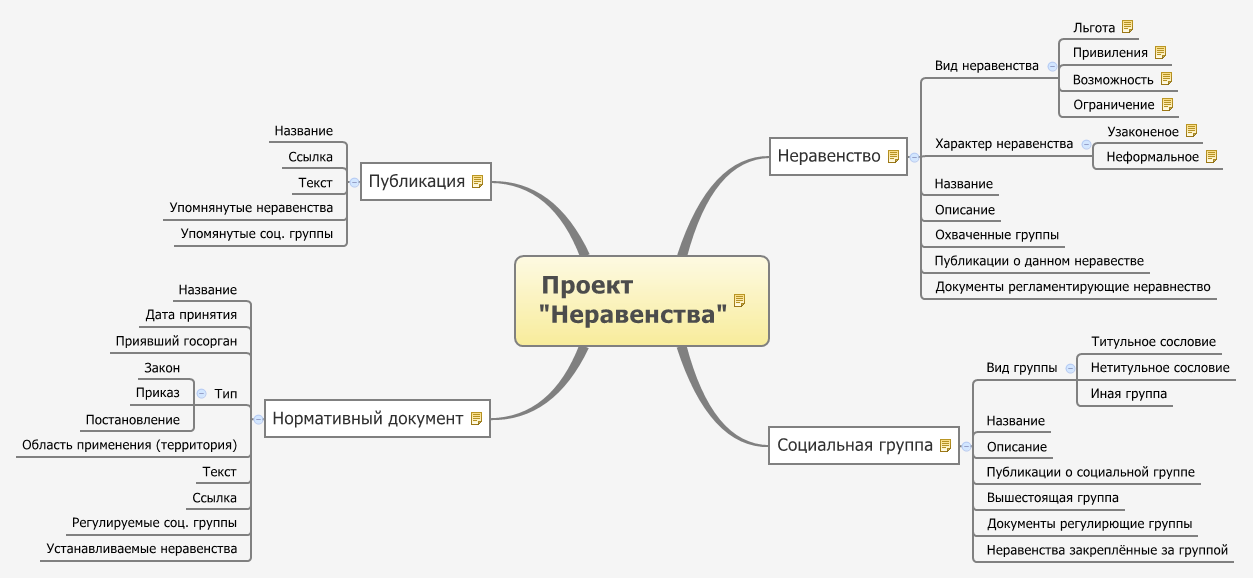 Проект
"Неравенства"
Публикация
Название
Ссылка
Текст
Упомнянутые неравенства
Упомянутые соц. группы
Нормативный документ
Название
Дата принятия
Приявший госорган
Тип
Закон
Приказ
Постановление
Область применения (территория)
Текст
Ссылка
Регулируемые соц. группы
Устанавливаемые неравенства
Неравенство
Вид неравенства
Льгота
Привиления
Возможность
Ограничение
Характер неравенства
Узаконеное
Неформальное
Название
Описание
Охваченные группы
Публикации о данном неравестве
Документы регламентирующие неравнество
Социальная группа
Вид группы
Титульное сословие
Нетитульное сословие
Иная группа
Название
Описание
Публикации о социальной группе
Вышестоящая группа
Документы регулирющие группы
Неравенства закреплённые за группой